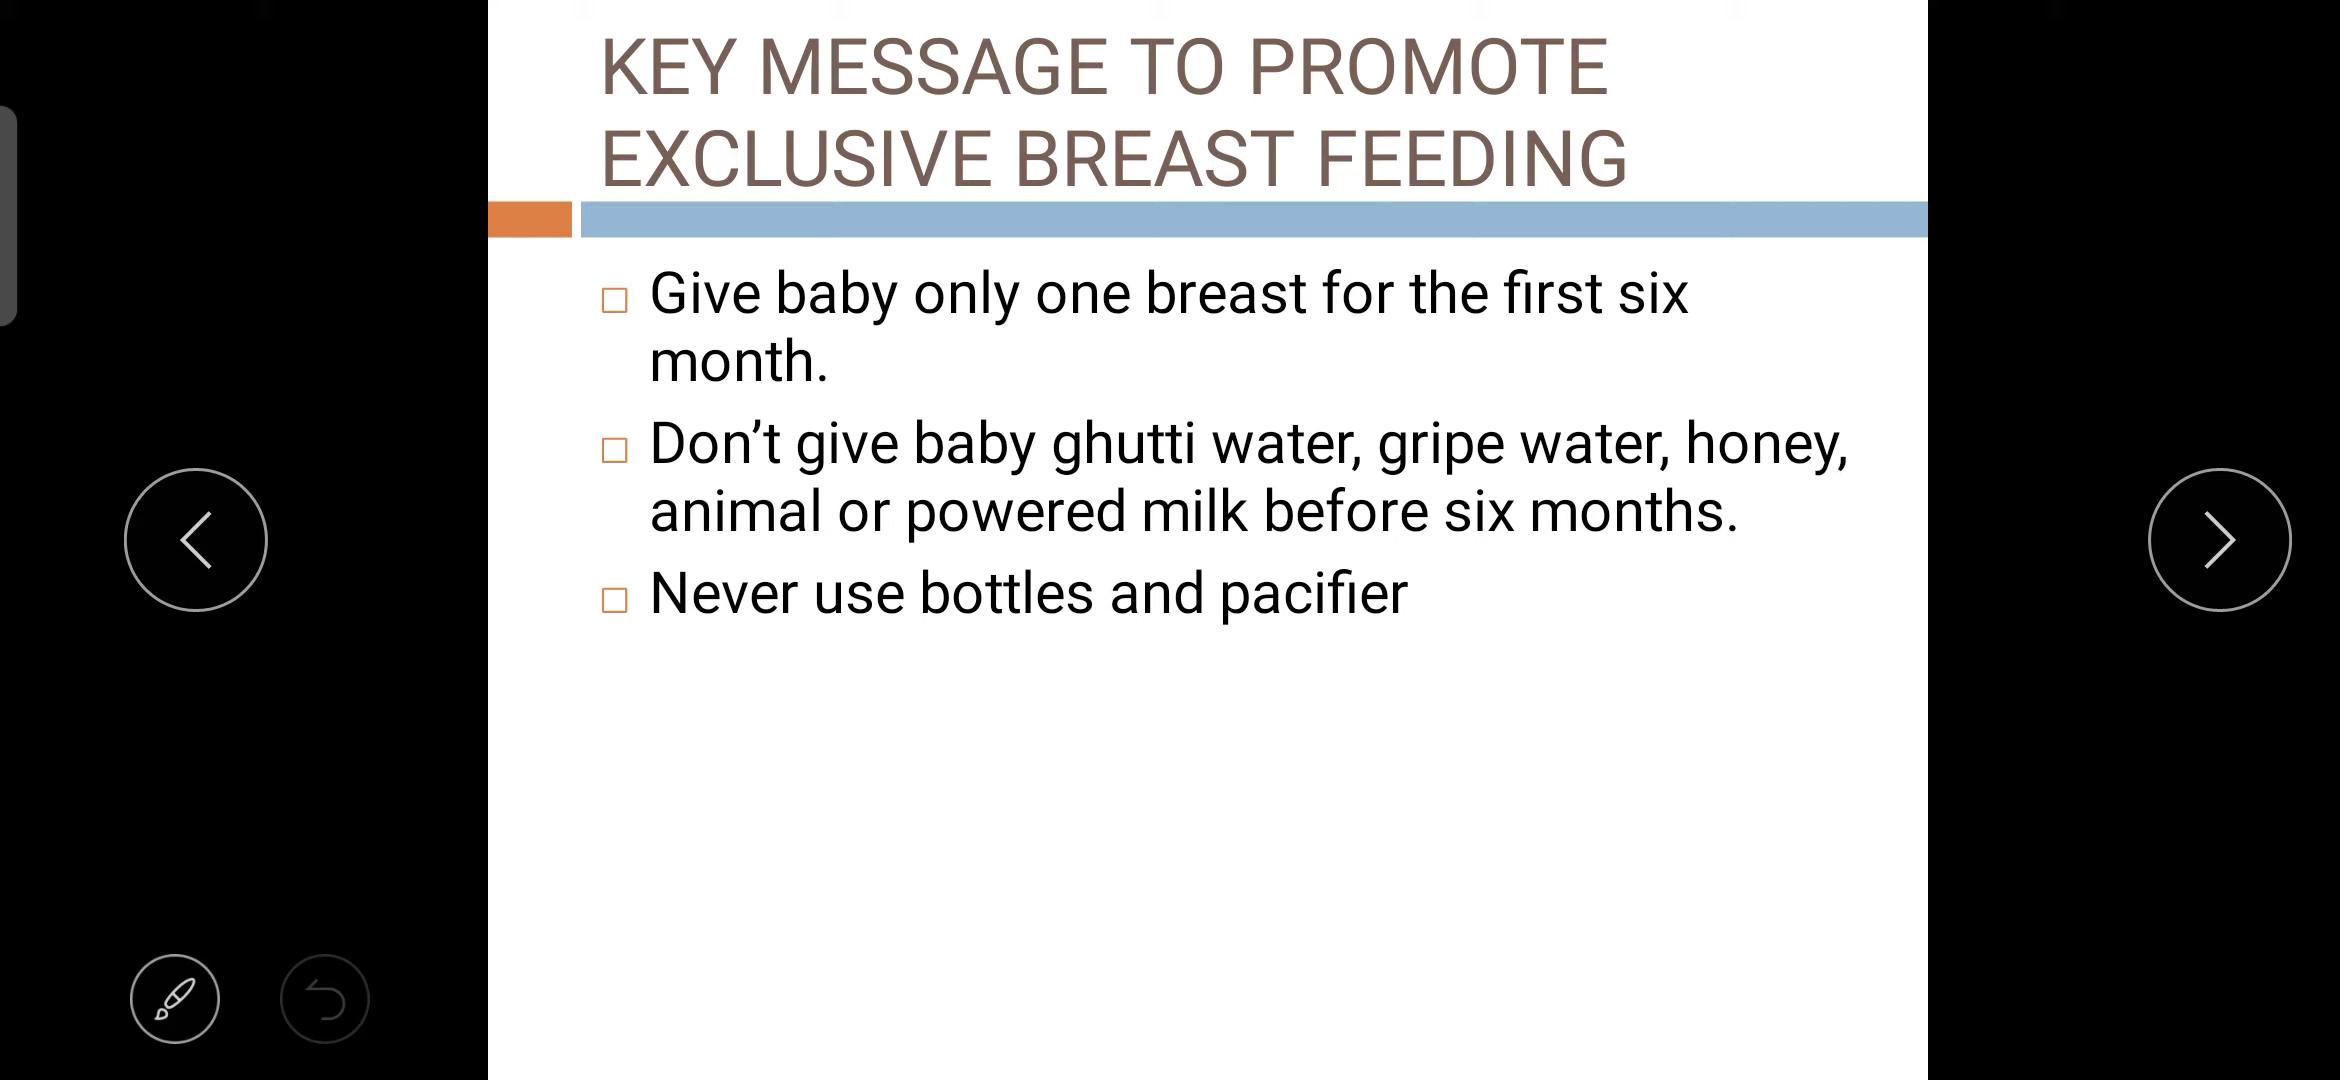 KEY MESSAGE TO PROMOTE
EXCLUSIVE BREAST FEEDING
Give baby only one breast for the first six
month.
Don’t give baby ghutti water, gripe water, honey,
animal or powered milk before six months.
Never use bottles and pacifier